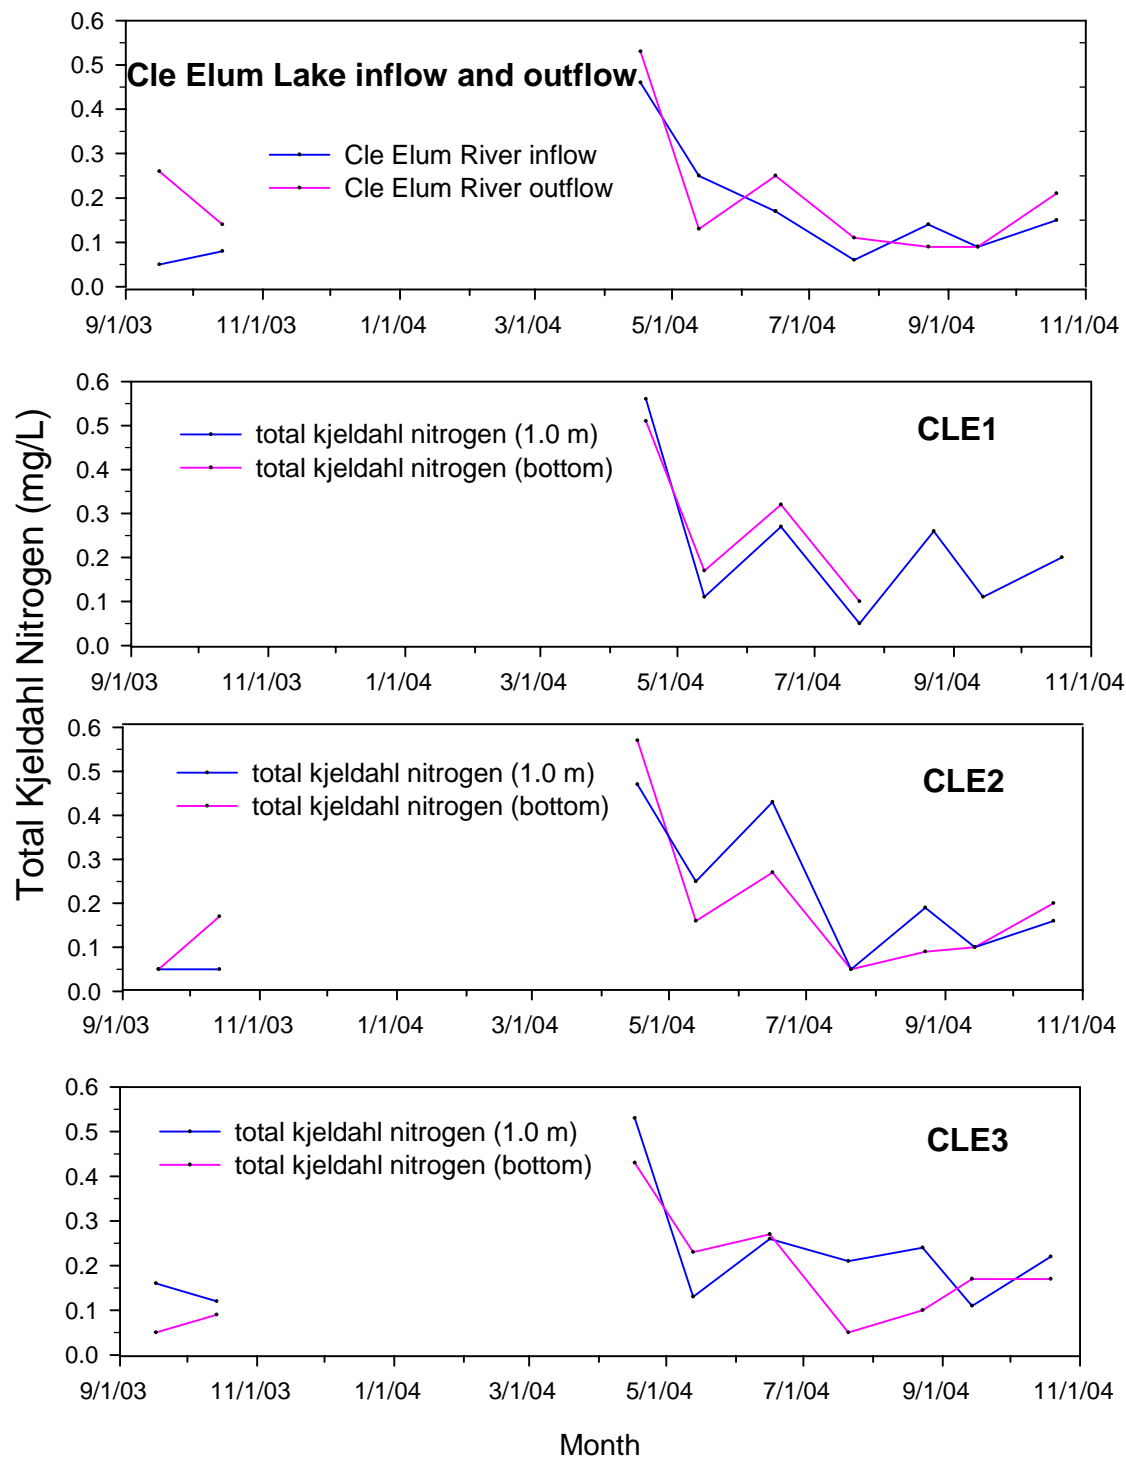 Total Kjeldahl Nitrogen (mg/L)
0.6
0.5
0.4
0.3
0.2
0.1
0.0
Cle Elum Lake inflow and outflow
Cle Elum River inflow
Cle Elum River outflow
9/1/03 11/1/03 1/1/04 3/1/04 5/1/04 7/1/04 9/1/04 11/1/04
0.6
0.5
0.4
0.3
0.2
0.1
0.0
CLE1
total kjeldahl nitrogen (1.0 m)
total kjeldahl nitrogen (bottom)
9/1/03 11/1/03 1/1/04 3/1/04 5/1/04 7/1/04 9/1/04 11/1/04
0.6
0.5
0.4
0.3
0.2
0.1
0.0
total kjeldahl nitrogen (1.0 m)
CLE2
total kjeldahl nitrogen (bottom)
9/1/03 11/1/03 1/1/04 3/1/04 5/1/04 7/1/04 9/1/04 11/1/04
0.6
0.5
0.4
0.3
0.2
0.1
0.0
total kjeldahl nitrogen (1.0 m)
CLE3
total kjeldahl nitrogen (bottom)
9/1/03 11/1/03 1/1/04 3/1/04 5/1/04 7/1/04 9/1/04 11/1/04
Month